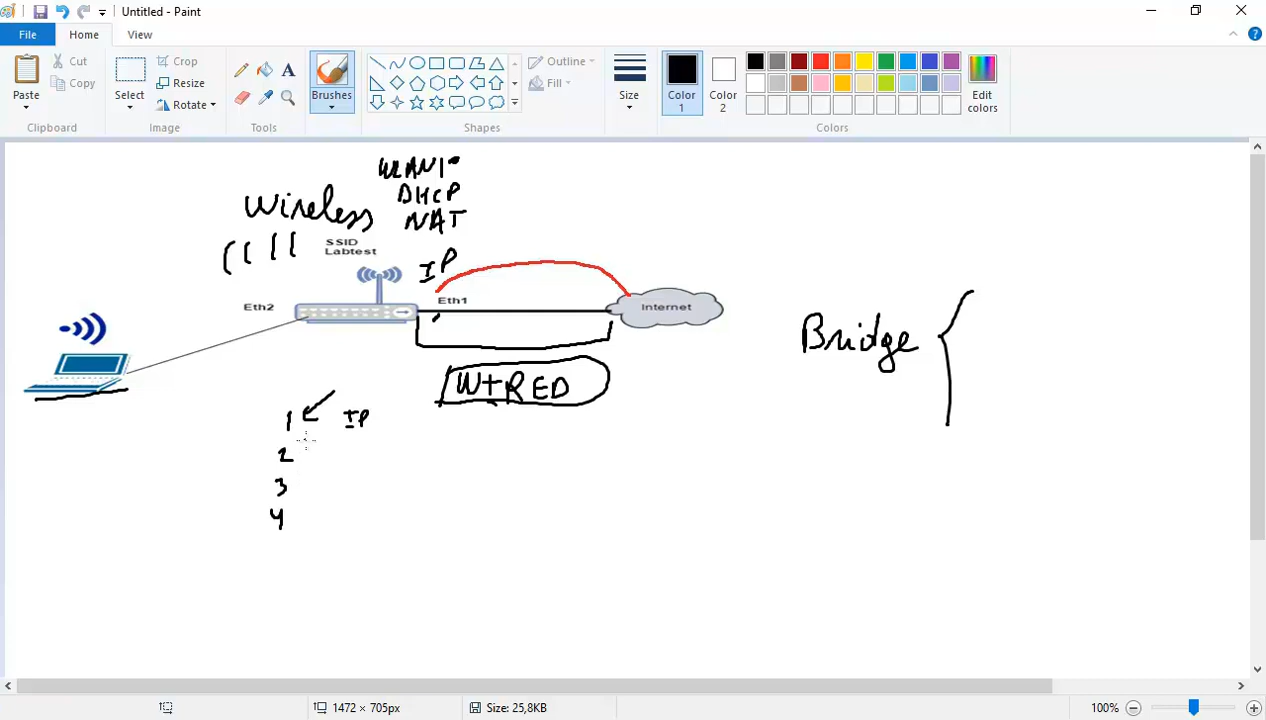 Untitled - Paint
File
Home
View
Paste
Cut
Copy
Clipboard
Select
Crop
Resize
Rotate
Image
A
Tools
Brushes
Outline
Fill
Shapes
Size
Color 1
Color 2
Edit colors
Colors
WLAN1
DHCP
NAT
Wireless
SSID
Labtest
IP
Eth2
Eth1
Internet
Bridge
WIRED
1 IP
2
3
4
1472 × 705px
Size: 25,8KB
100%